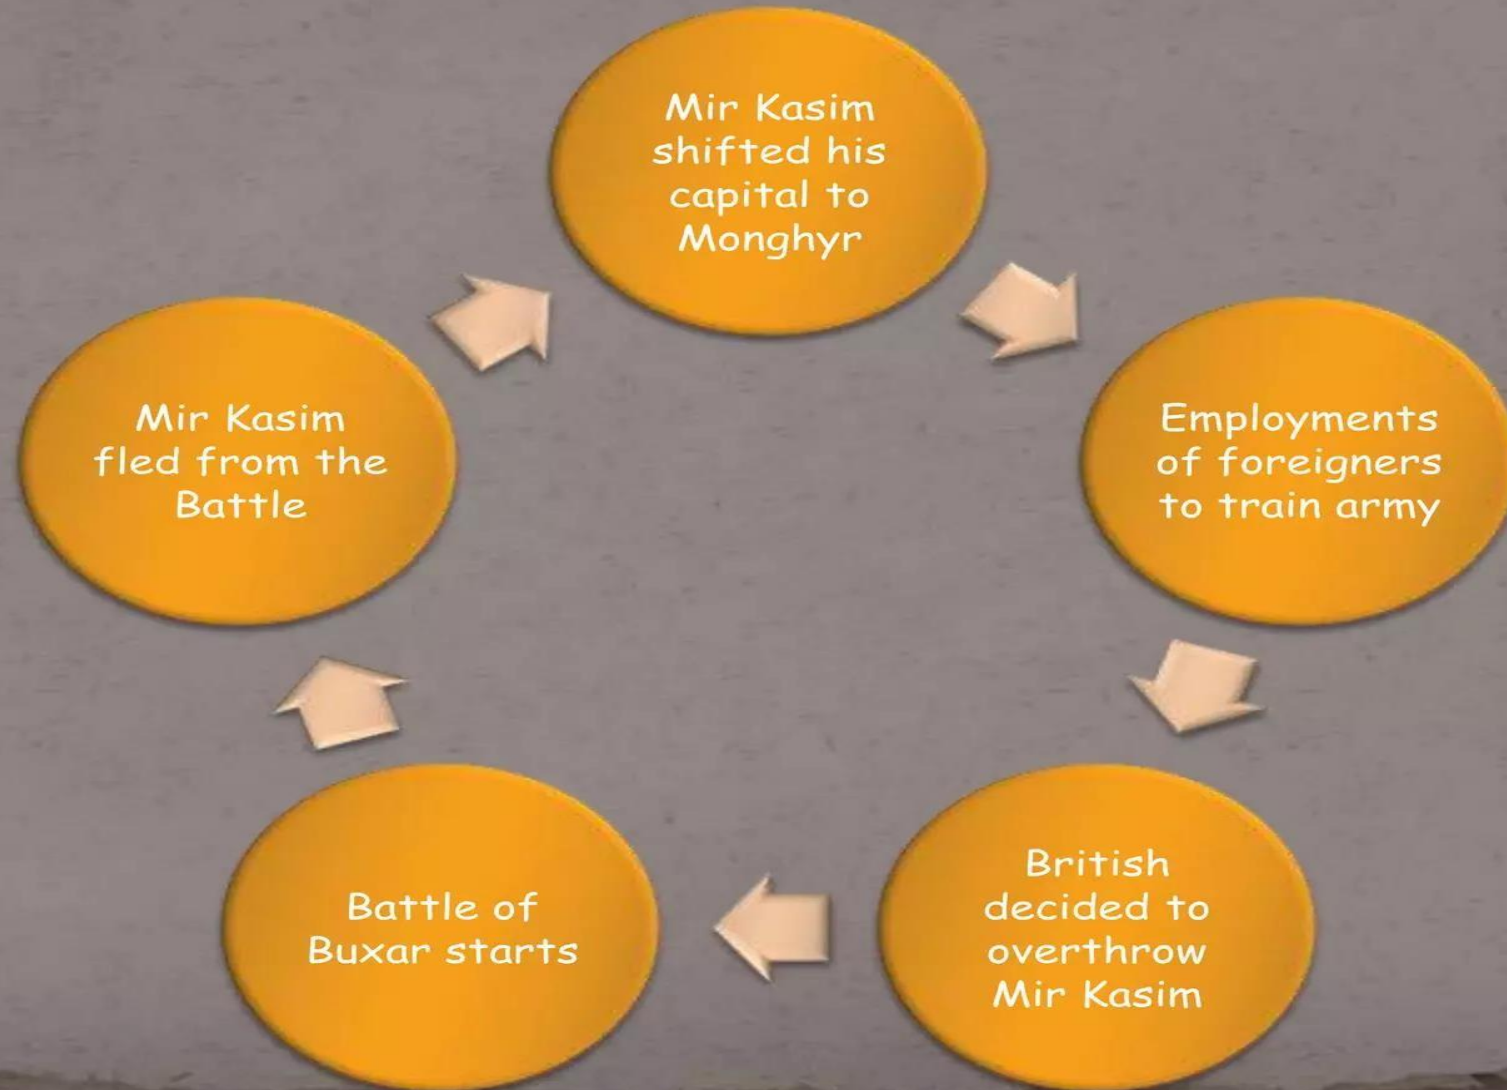 Mir Kasim
shifted his
capital to
Monghyr
Employments
of foreigners
to train army
British
decided to
overthrow
Mir Kasim
Battle of
Buxar starts
Mir Kasim
fled from the
Battle